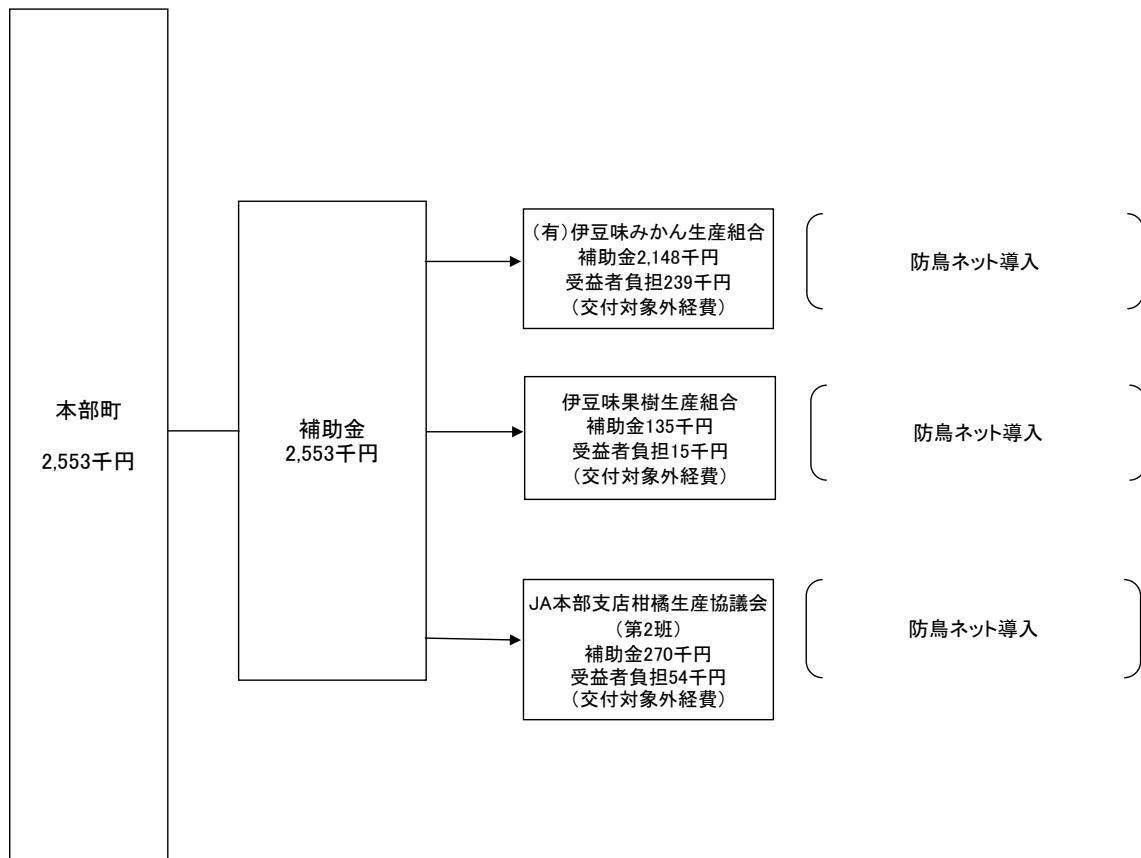 本部町
2,553千円
補助金
2,553千円
(有)伊豆味みかん生産組合
補助金2,148千円
受益者負担239千円
(交付対象外経費)
防鳥ネット導入
伊豆味果樹生産組合
補助金135千円
受益者負担15千円
(交付対象外経費)
防鳥ネット導入
JA本部支店柑橘生産協議会
(第2班)
補助金270千円
受益者負担54千円
(交付対象外経費)
防鳥ネット導入